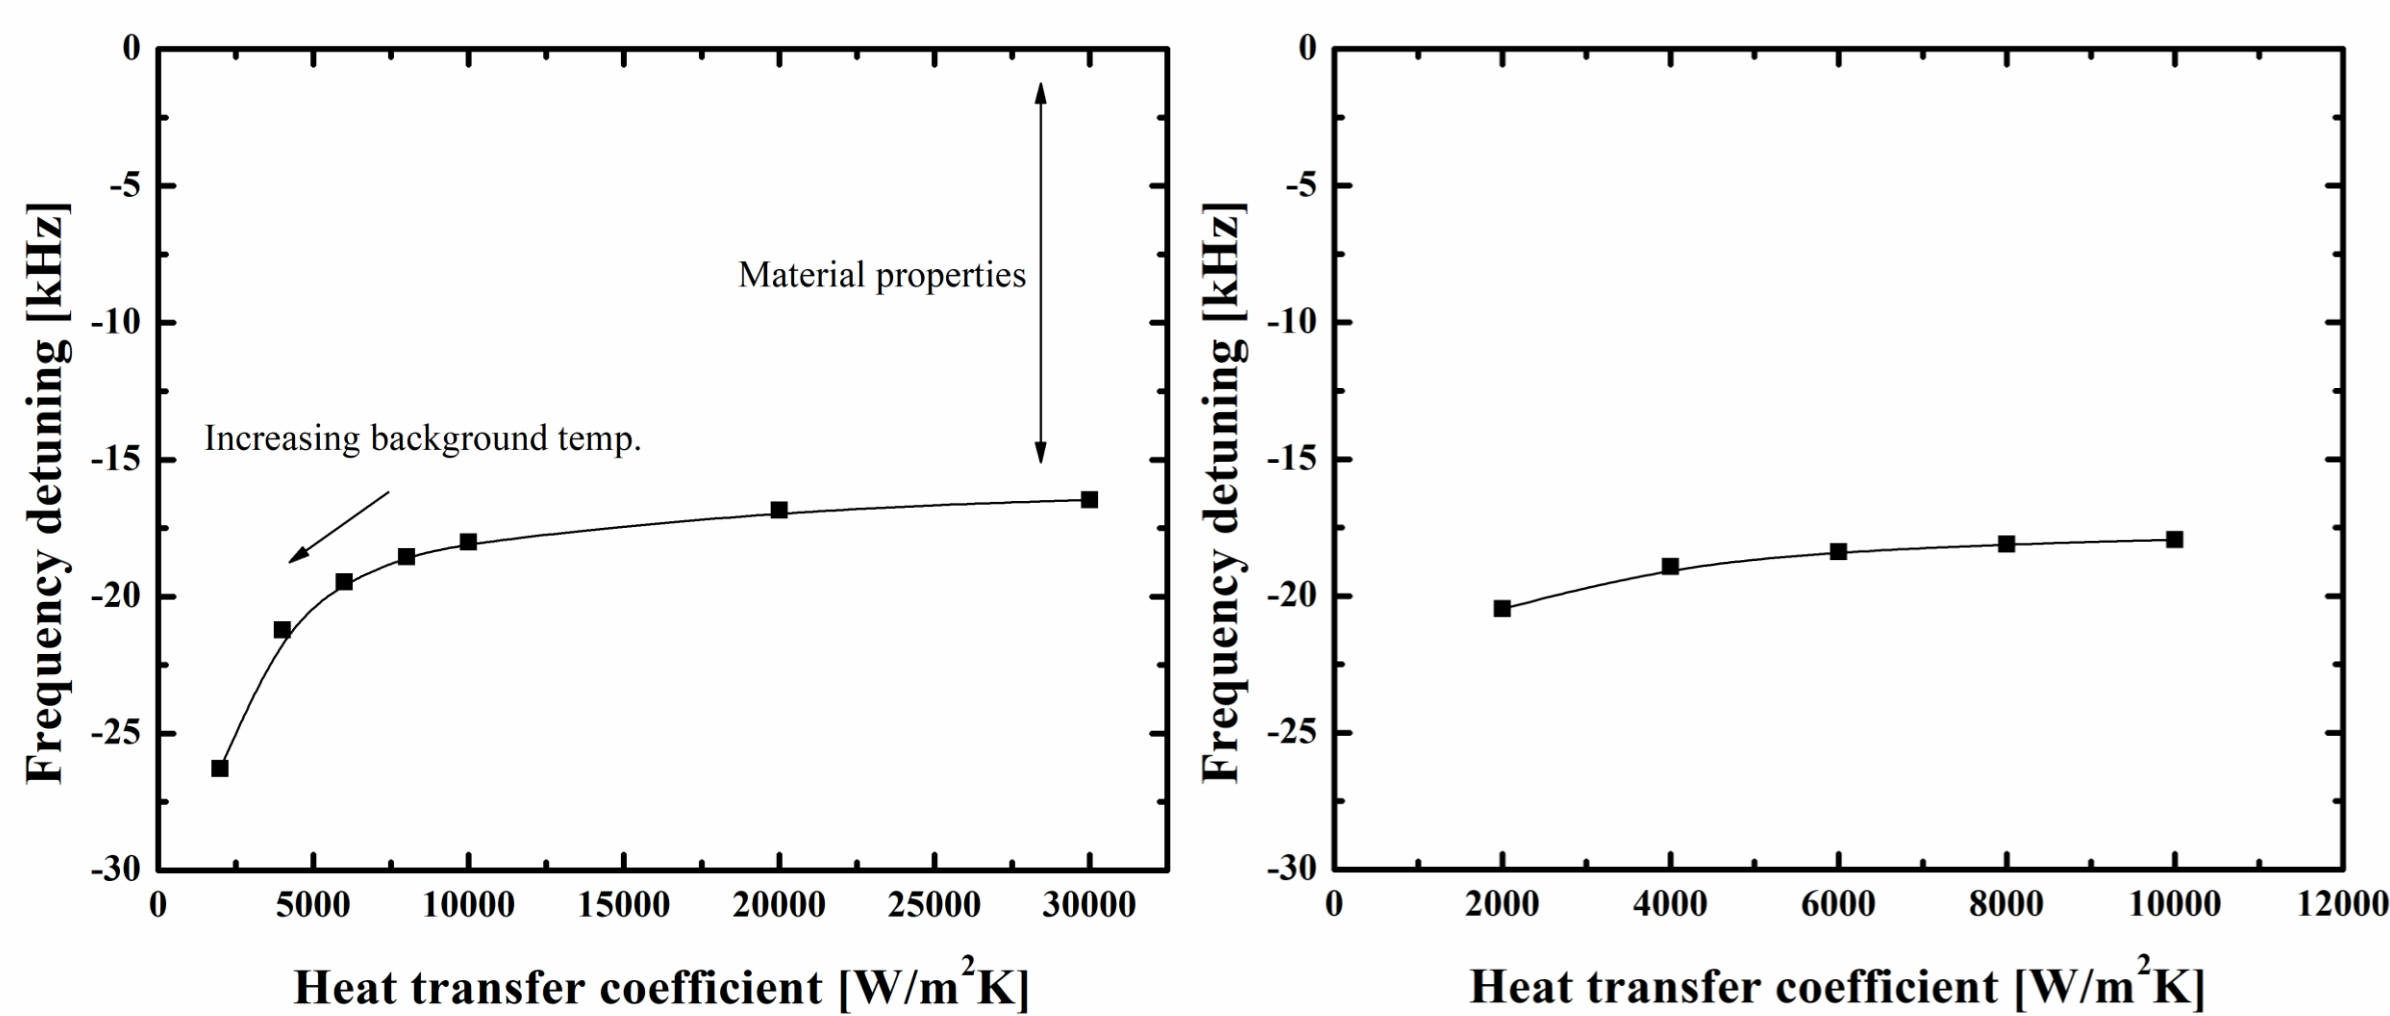 0
-5
-10
-15
-20
-25
-30
Frequency detuning [kHz]
Material properties
Increasing background temp.
0 5000 10000 15000 20000 25000 30000
Heat transfer coefficient [W/m²K]
0
-5
-10
-15
-20
-25
-30
Frequency detuning [kHz]
0 2000 4000 6000 8000 10000 12000
Heat transfer coefficient [W/m²K]